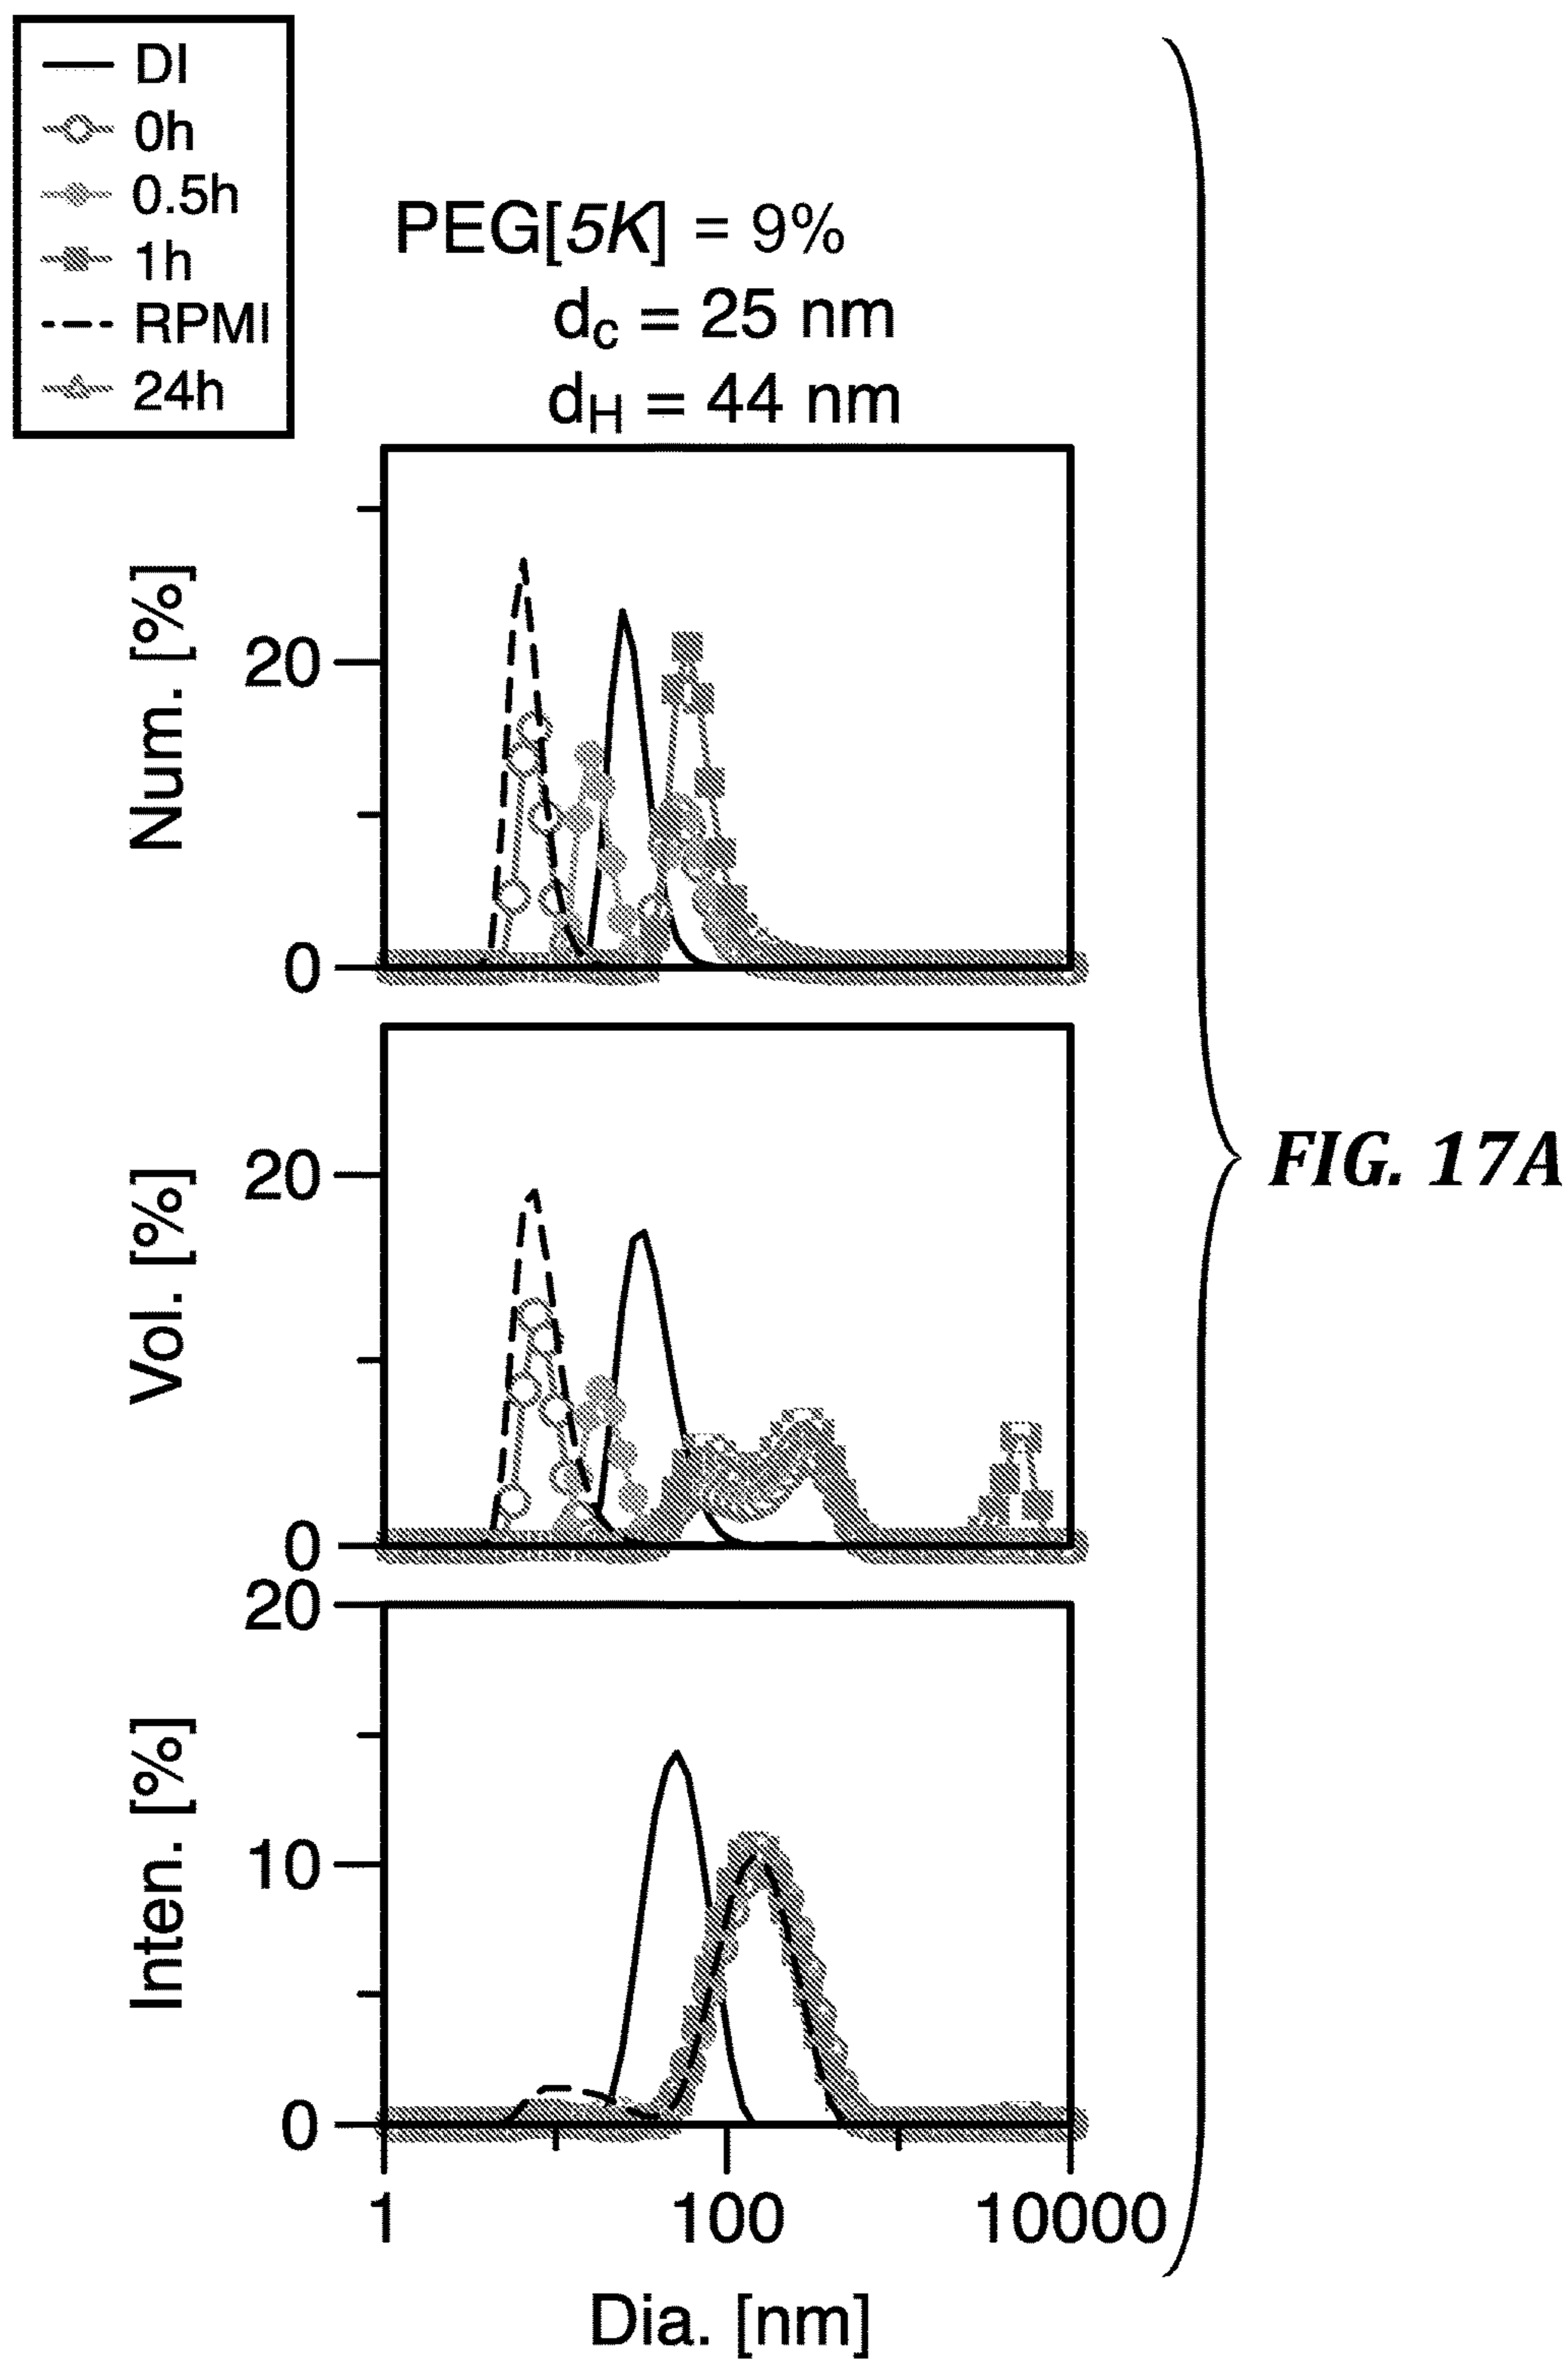 DI
0h
0.5h
1h
RPMI
24h
PEG[5K] = 9%
dc = 25 nm
dH = 44 nm
Num. [%]
20
0
Vol. [%]
20
0
Inten. [%]
20
10
0
1 100 10000
Dia. [nm]
FIG. 17A